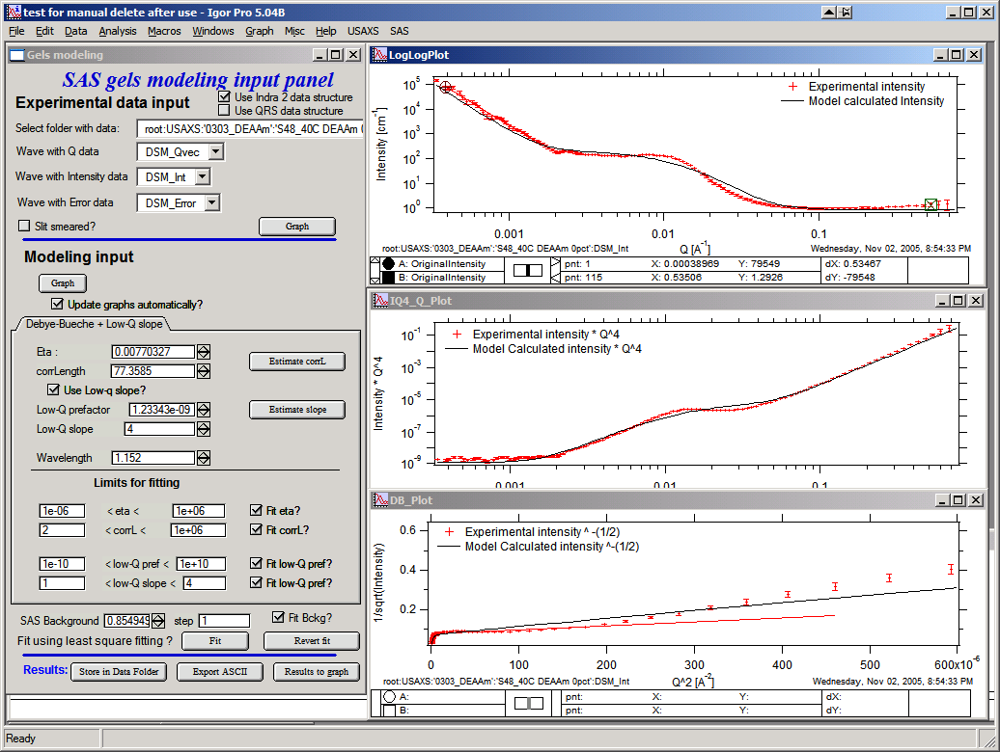 test for manual delete after use - Igor Pro 5.04B
File Edit Data Analysis Macros Windows Graph Misc Help USAXS SAS
Gels modeling
SAS gels modeling input panel
Experimental data input
Use Indra 2 data structure
Use QRS data structure
Select folder with data: root:USAXS:'0303_DEAAm':'S48_40C DEAAm 0
Wave with Q data DSM_Qvec
Wave with Intensity data DSM_Int
Wave with Error data DSM_Error
Slit smeared? Graph
Modeling input
Graph
Update graphs automatically?
Debye-Bueche + Low-Q slope
Eta : 0.00770327
corrLength 77.3585 Estimate corrL
Use Low-q slope?
Low-Q prefactor 1.23343e-09 Estimate slope
Low-Q slope 4
Wavelength 1.152
Limits for fitting
1e-06 < eta < 1e+06 Fit eta?
2 < corrL < 1e+06 Fit corrL?
1e-10 < low-Q pref < 1e+10 Fit low-Q pref?
1 < low-Q slope < 4 Fit low-Q pref?
SAS Background 0.854949 step 1 Fit Bckg?
Fit using least square fitting ? Fit Revert fit
Results: Store in Data Folder Export ASCII Results to graph
Ready
LogLogPlot
Experimental intensity
Model calculated intensity
Intensity [cm⁻¹]
10⁵
10⁴
10³
10²
10¹
10⁰
0.001 0.01 0.1
root:USAXS:'0303_DEAAm':'S48_40C DEAAm 0pct':DSM_Int Q [A⁻¹] Wednesday, Nov 02, 2005, 8:54:33 PM
A: OriginalIntensity pnt: 1 X: 0.00038969 Y: 79549 dX: 0.53467
B: OriginalIntensity pnt: 115 X: 0.53506 Y: 1.2926 dY: -79548
IQ4_Q_Plot
Experimental intensity * Q^4
Model Calculated intensity * Q^4
Intensity * Q^4
10⁻¹
10⁻³
10⁻⁵
10⁻⁷
10⁻⁹
0.001 0.01 0.1
DB_Plot
Experimental intensity ^ -(1/2)
Model Calculated intensity ^-(1/2)
1/sqrt(Intensity)
0.6
0.4
0.2
0 100 200 300 400 500 600x10⁻⁶
root:USAXS:'0303_DEAAm':'S48_40C DEAAm 0pct':DSM_Int Q^2 [A⁻²] Wednesday, Nov 02, 2005, 8:54:33 PM
A: pnt: X: Y: dX:
B: pnt: X: Y: dY: